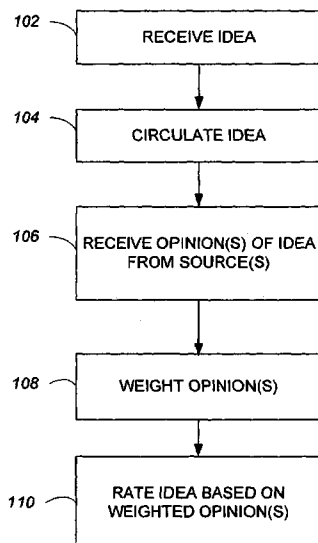 102
RECEIVE IDEA
104
CIRCULATE IDEA
106
RECEIVE OPINION(S) OF IDEA
FROM SOURCE(S)
108
WEIGHT OPINION(S)
110
RATE IDEA BASED ON
WEIGHTED OPINION(S)